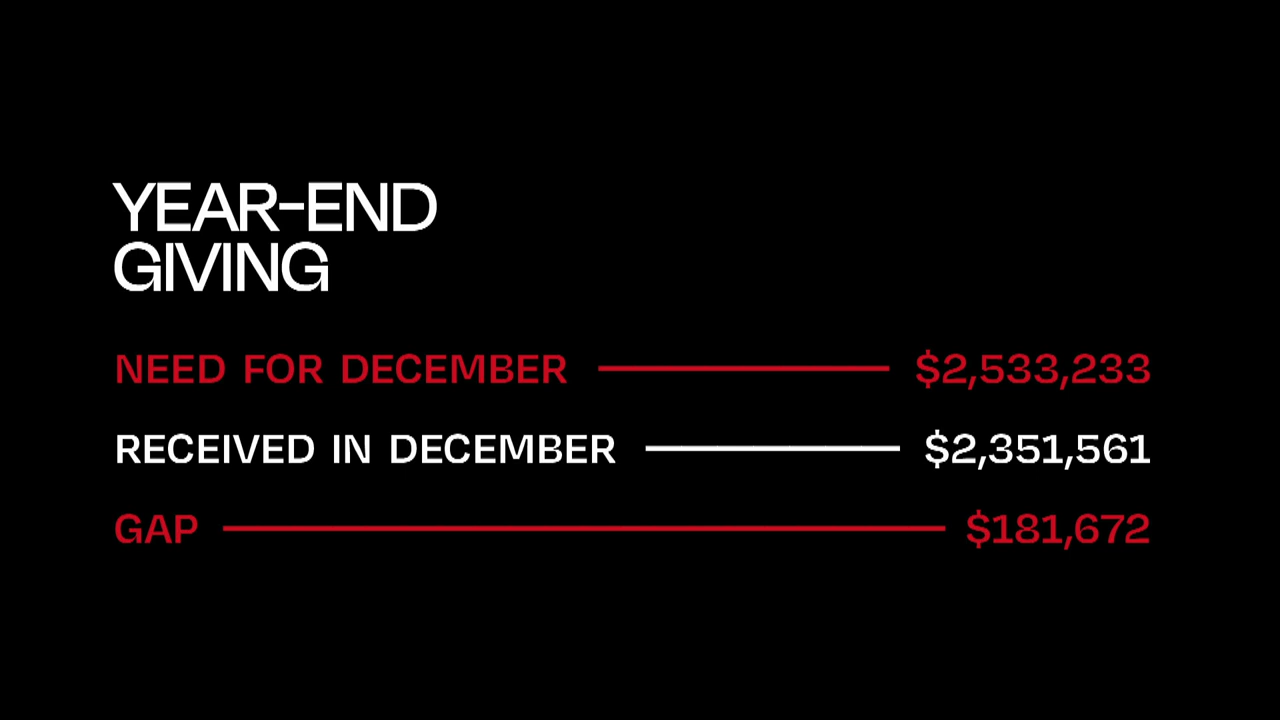 YEAR-END
GIVING
NEED FOR DECEMBER $2,533,233
RECEIVED IN DECEMBER $2,351,561
GAP $181,672